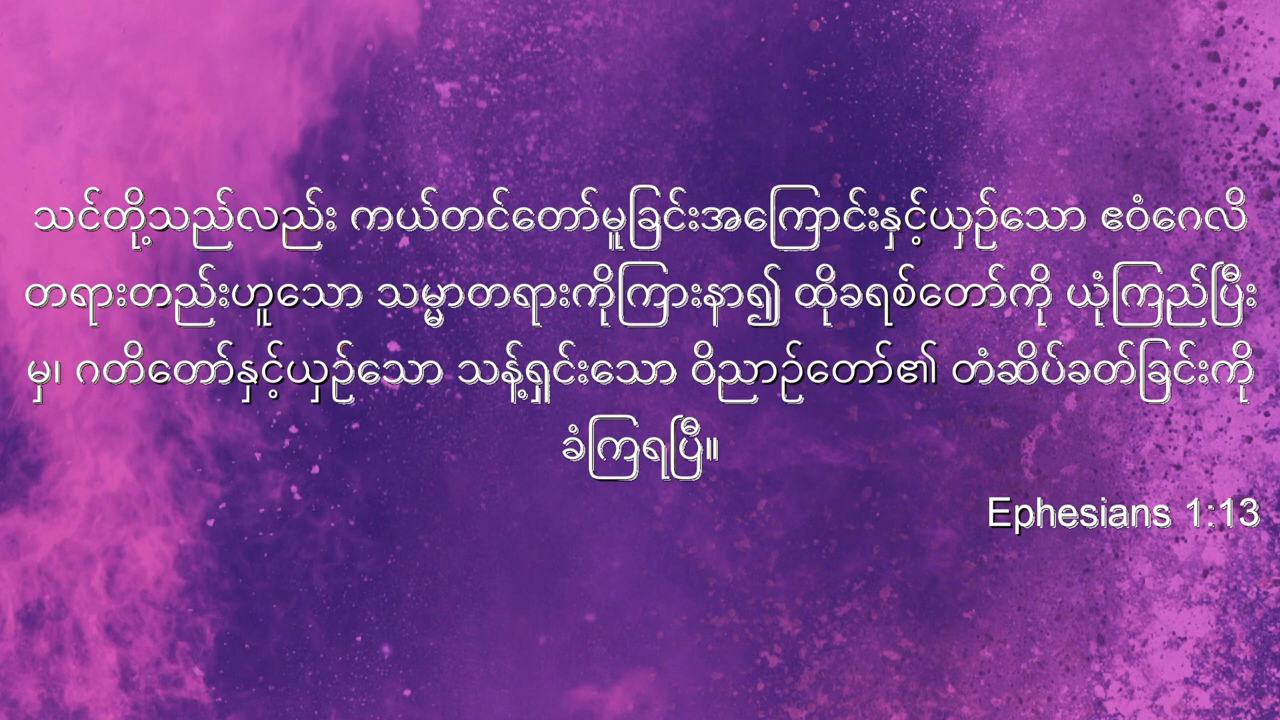 သင်တို့သည်လည်း ကယ်တင်တော်မူခြင်းအကြောင်းနှင့်ယှဉ်သော ဧဝံဂေလိ
တရားတည်းဟူသော သမ္မာတရားကိုကြားနာ၍ ထိုခရစ်တော်ကို ယုံကြည်ပြီး
မှ၊ ဂတိတော်နှင့်ယှဉ်သော သန့်ရှင်းသော ဝိညာဉ်တော်၏ တံဆိပ်ခတ်ခြင်းကို
ခံကြရပြီ။
Ephesians 1:13